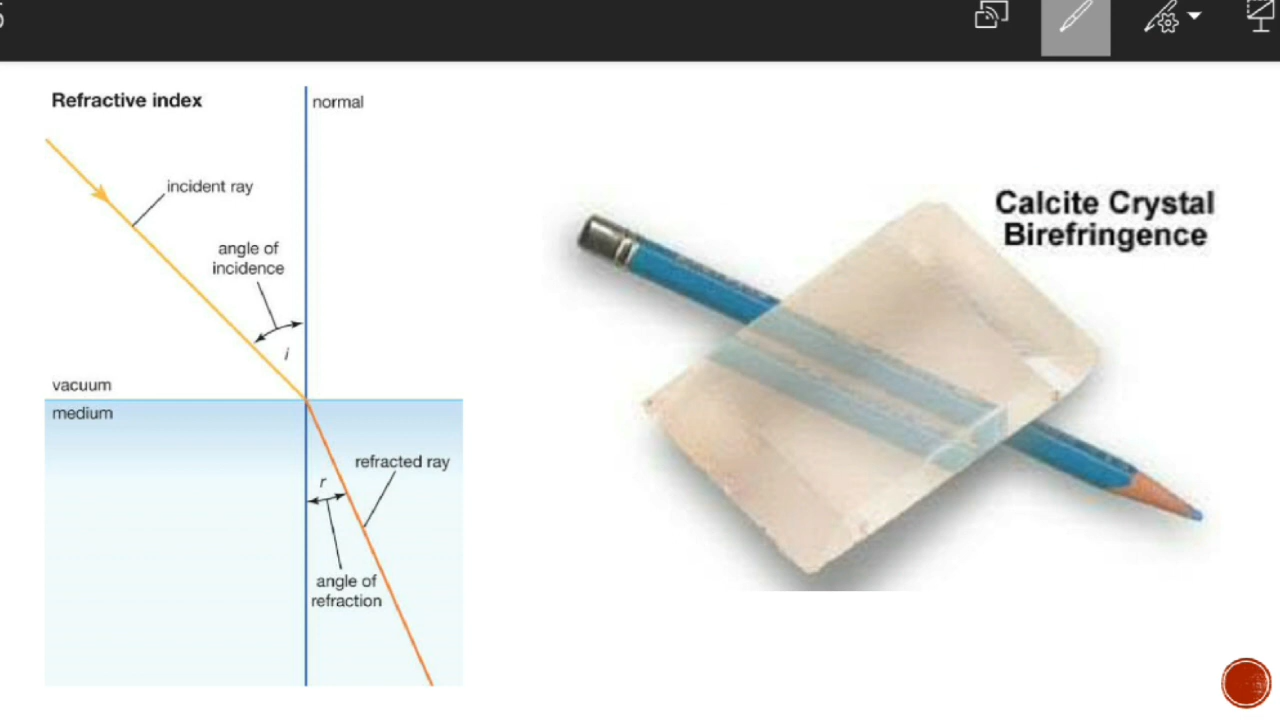 Refractive index
normal
incident ray
angle of
incidence
i
vacuum
medium
refracted ray
r
angle of
refraction
Calcite Crystal
Birefringence